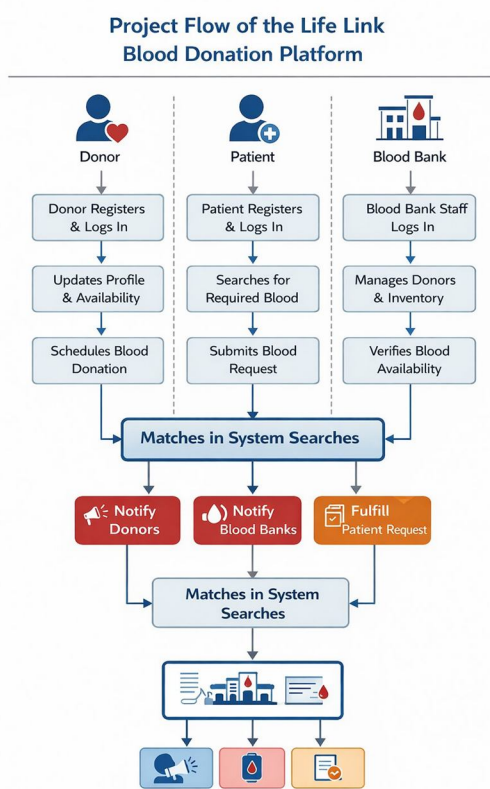 Project Flow of the Life Link
Blood Donation Platform
Donor
Patient
Blood Bank
Donor Registers
& Logs In
Patient Registers
& Logs In
Blood Bank Staff
Logs In
Updates Profile
& Availability
Searches for
Required Blood
Manages Donors
& Inventory
Schedules Blood
Donation
Submits Blood
Request
Verifies Blood
Availability
Matches in System Searches
Notify
Donors
Notify
Blood Banks
Fulfill
Patient Request
Matches in System
Searches